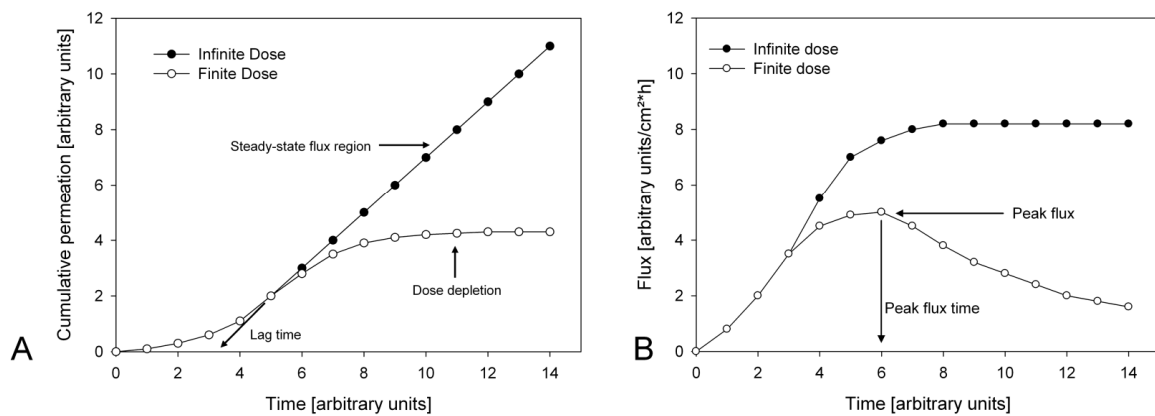 A
Cumulative permeation [arbitrary units]
12
10
8
6
4
2
0
Infinite Dose
Finite Dose
Steady-state flux region
Dose depletion
Lag time
0 2 4 6 8 10 12 14
Time [arbitrary units]
B
Flux [arbitrary units/cm²*h]
12
10
8
6
4
2
0
Infinite dose
Finite dose
Peak flux
Peak flux time
0 2 4 6 8 10 12 14
Time [arbitrary units]